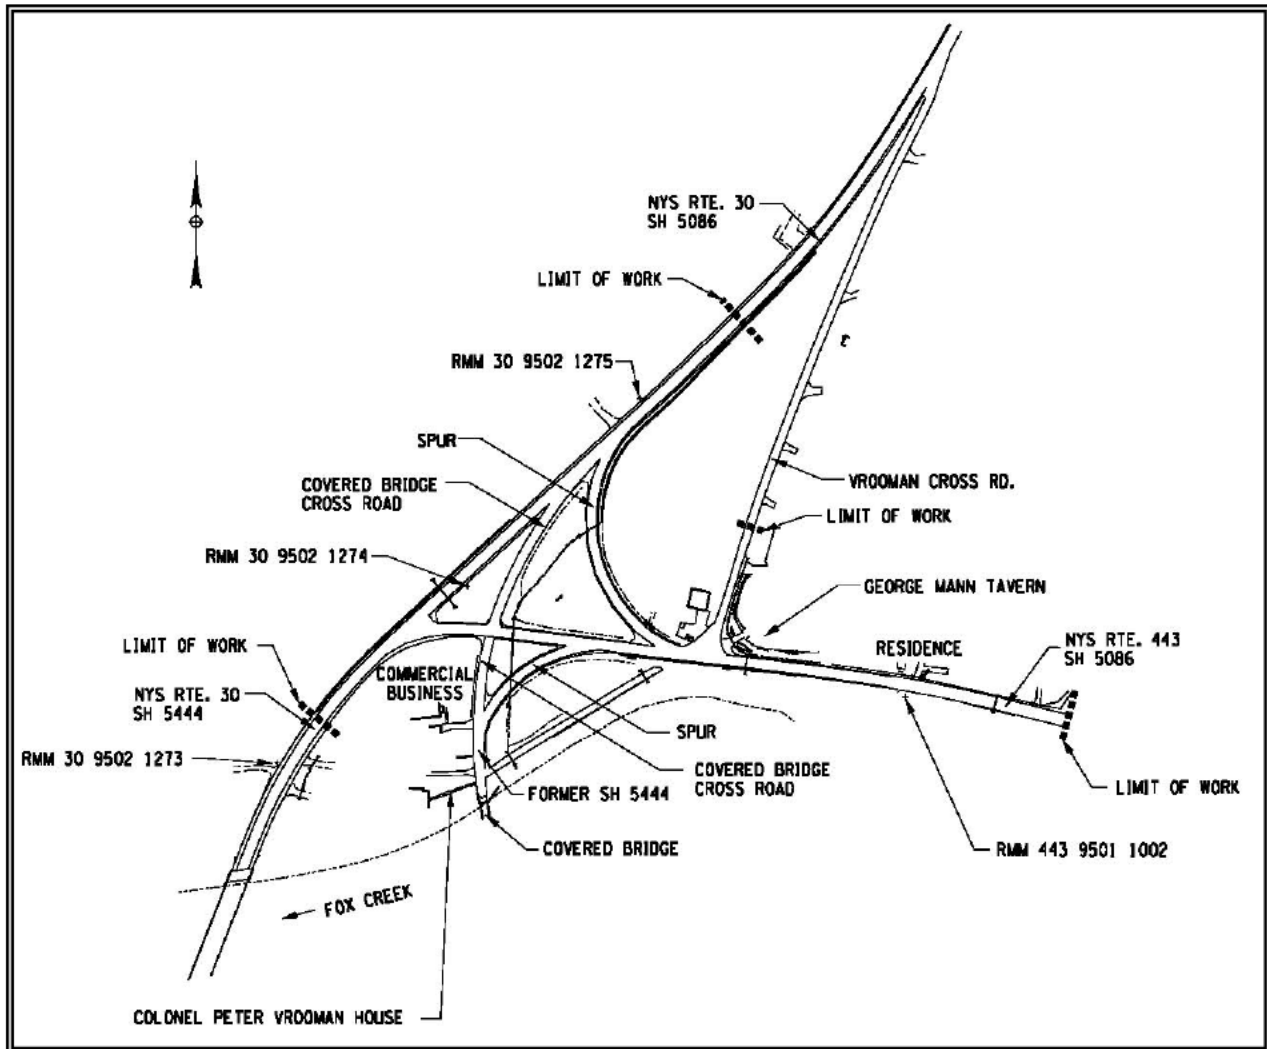 NYS RTE. 30
SH 5086
LIMIT OF WORK
RMM 30 9502 1275
SPUR
COVERED BRIDGE
CROSS ROAD
VROOMAN CROSS RD.
LIMIT OF WORK
RMM 30 9502 1274
GEORGE MANN TAVERN
LIMIT OF WORK
NYS RTE. 443
SH 5086
RESIDENCE
COMMERCIAL
BUSINESS
NYS RTE. 30
SH 5444
SPUR
RMM 30 9502 1273
COVERED BRIDGE
CROSS ROAD
FORMER SH 5444
LIMIT OF WORK
COVERED BRIDGE
RMM 443 9501 1002
FOX CREEK
COLONEL PETER VROOMAN HOUSE